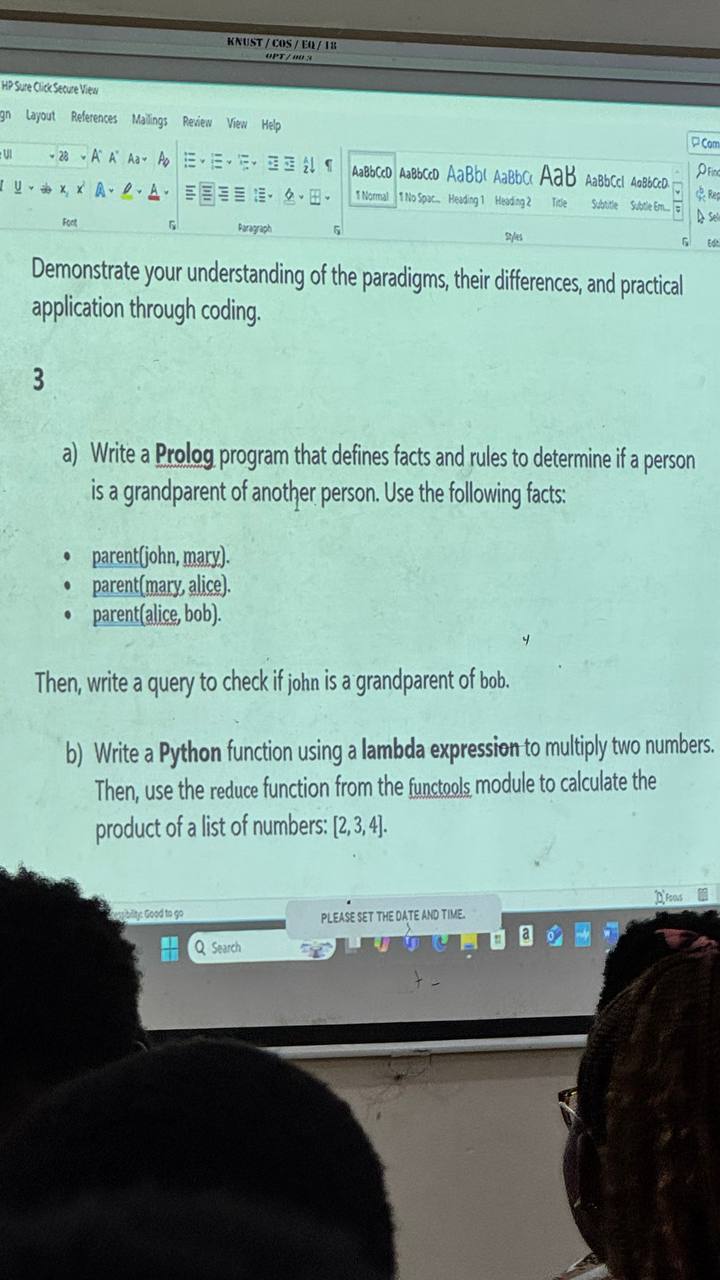 KNUST / COS / EQ / 18
HP Sure Click Secure View
gn Layout References Mailings Review View Help
Com
UI 28 A A Aa A
AaBbCcD AaBbCcD AaBb( AaBbC( AaB AaBbCcl AaBbCcD.
Find
1 Normal 1 No Spac... Heading 1 Heading 2 Title Subtitle Subtle Em...
Rep
Sel
Font Paragraph Styles Edit
Demonstrate your understanding of the paradigms, their differences, and practical
application through coding.
3
a) Write a Prolog program that defines facts and rules to determine if a person
is a grandparent of another person. Use the following facts:
• parent(john, mary).
• parent(mary, alice).
• parent(alice, bob).
Then, write a query to check if john is a grandparent of bob.
b) Write a Python function using a lambda expression to multiply two numbers.
Then, use the reduce function from the functools module to calculate the
product of a list of numbers: [2, 3, 4].
Good to go
Focus
PLEASE SET THE DATE AND TIME.
Search